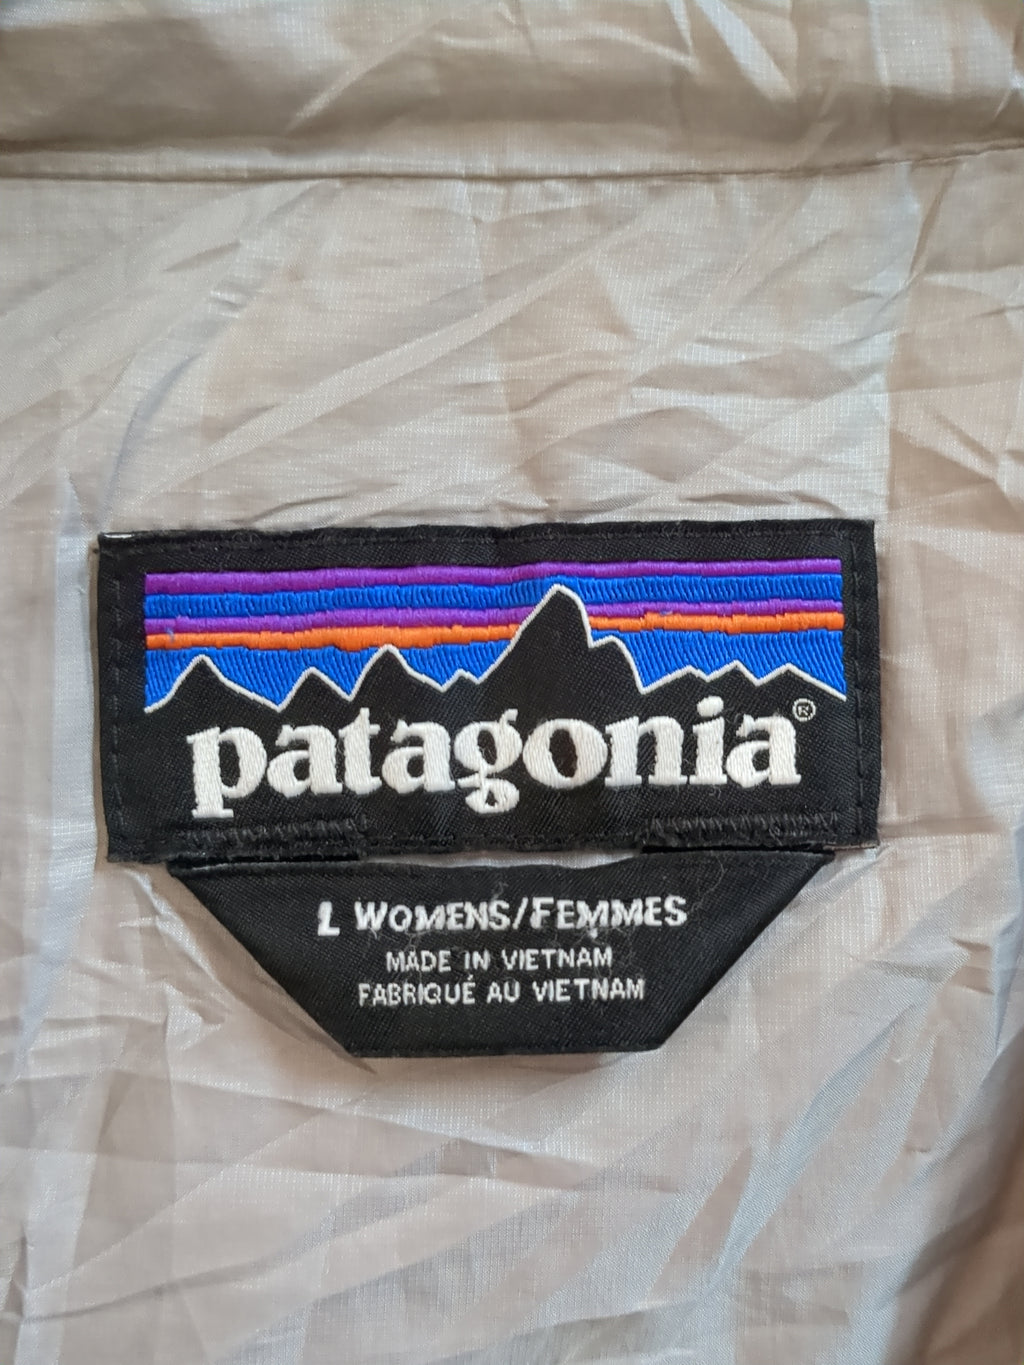 patagonia®
L WOMENS/FEMMES
MADE IN VIETNAM
FABRIQUÉ AU VIETNAM